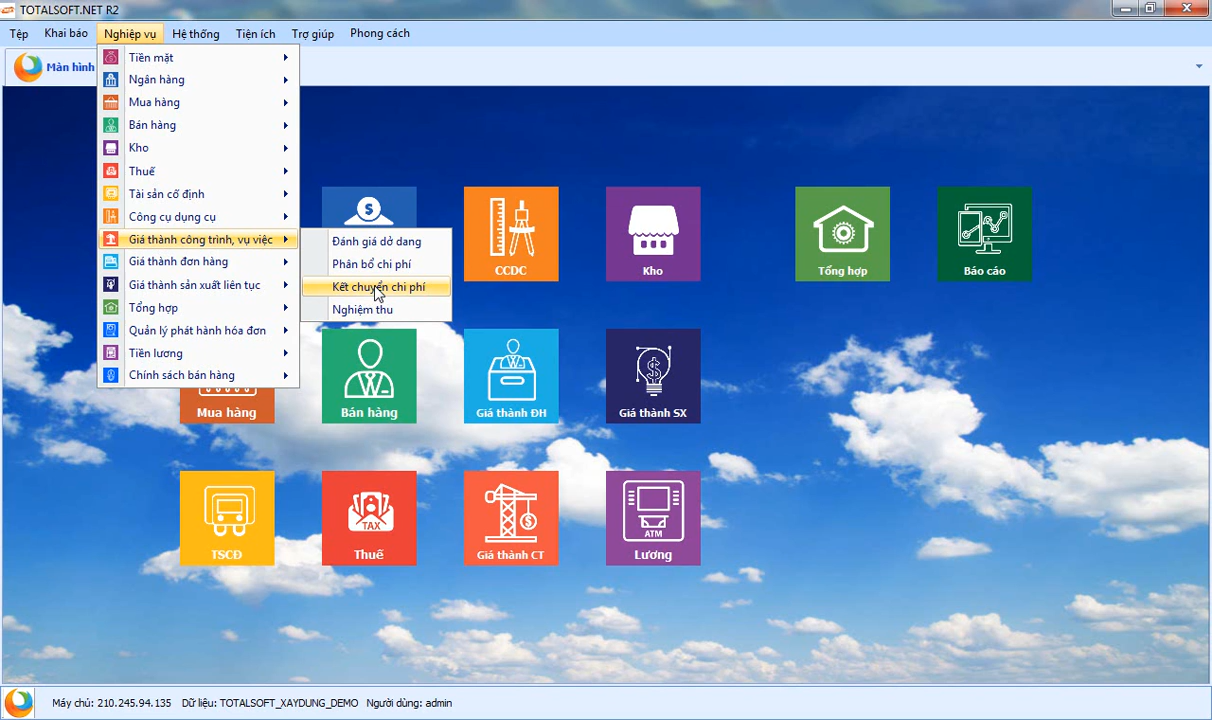 TOTALSOFT.NET R2
Tệp Khai báo Nghiệp vụ Hệ thống Tiện ích Trợ giúp Phong cách
Màn hình
Tiền mặt
Ngân hàng
Mua hàng
Bán hàng
Kho
Thuế
Tài sản cố định
Công cụ dụng cụ
Giá thành công trình, vụ việc
Giá thành đơn hàng
Giá thành sản xuất liên tục
Tổng hợp
Quản lý phát hành hóa đơn
Tiền lương
Chính sách bán hàng
Đánh giá dở dang
Phân bổ chi phí
Kết chuyển chi phí
Nghiệm thu
CCDC
Kho
Tổng hợp
Báo cáo
Mua hàng
Bán hàng
Giá thành ĐH
Giá thành SX
TSCĐ
TAX
Thuế
Giá thành CT
ATM
Lương
Máy chủ: 210.245.94.135 Dữ liệu: TOTALSOFT_XAYDUNG_DEMO Người dùng: admin